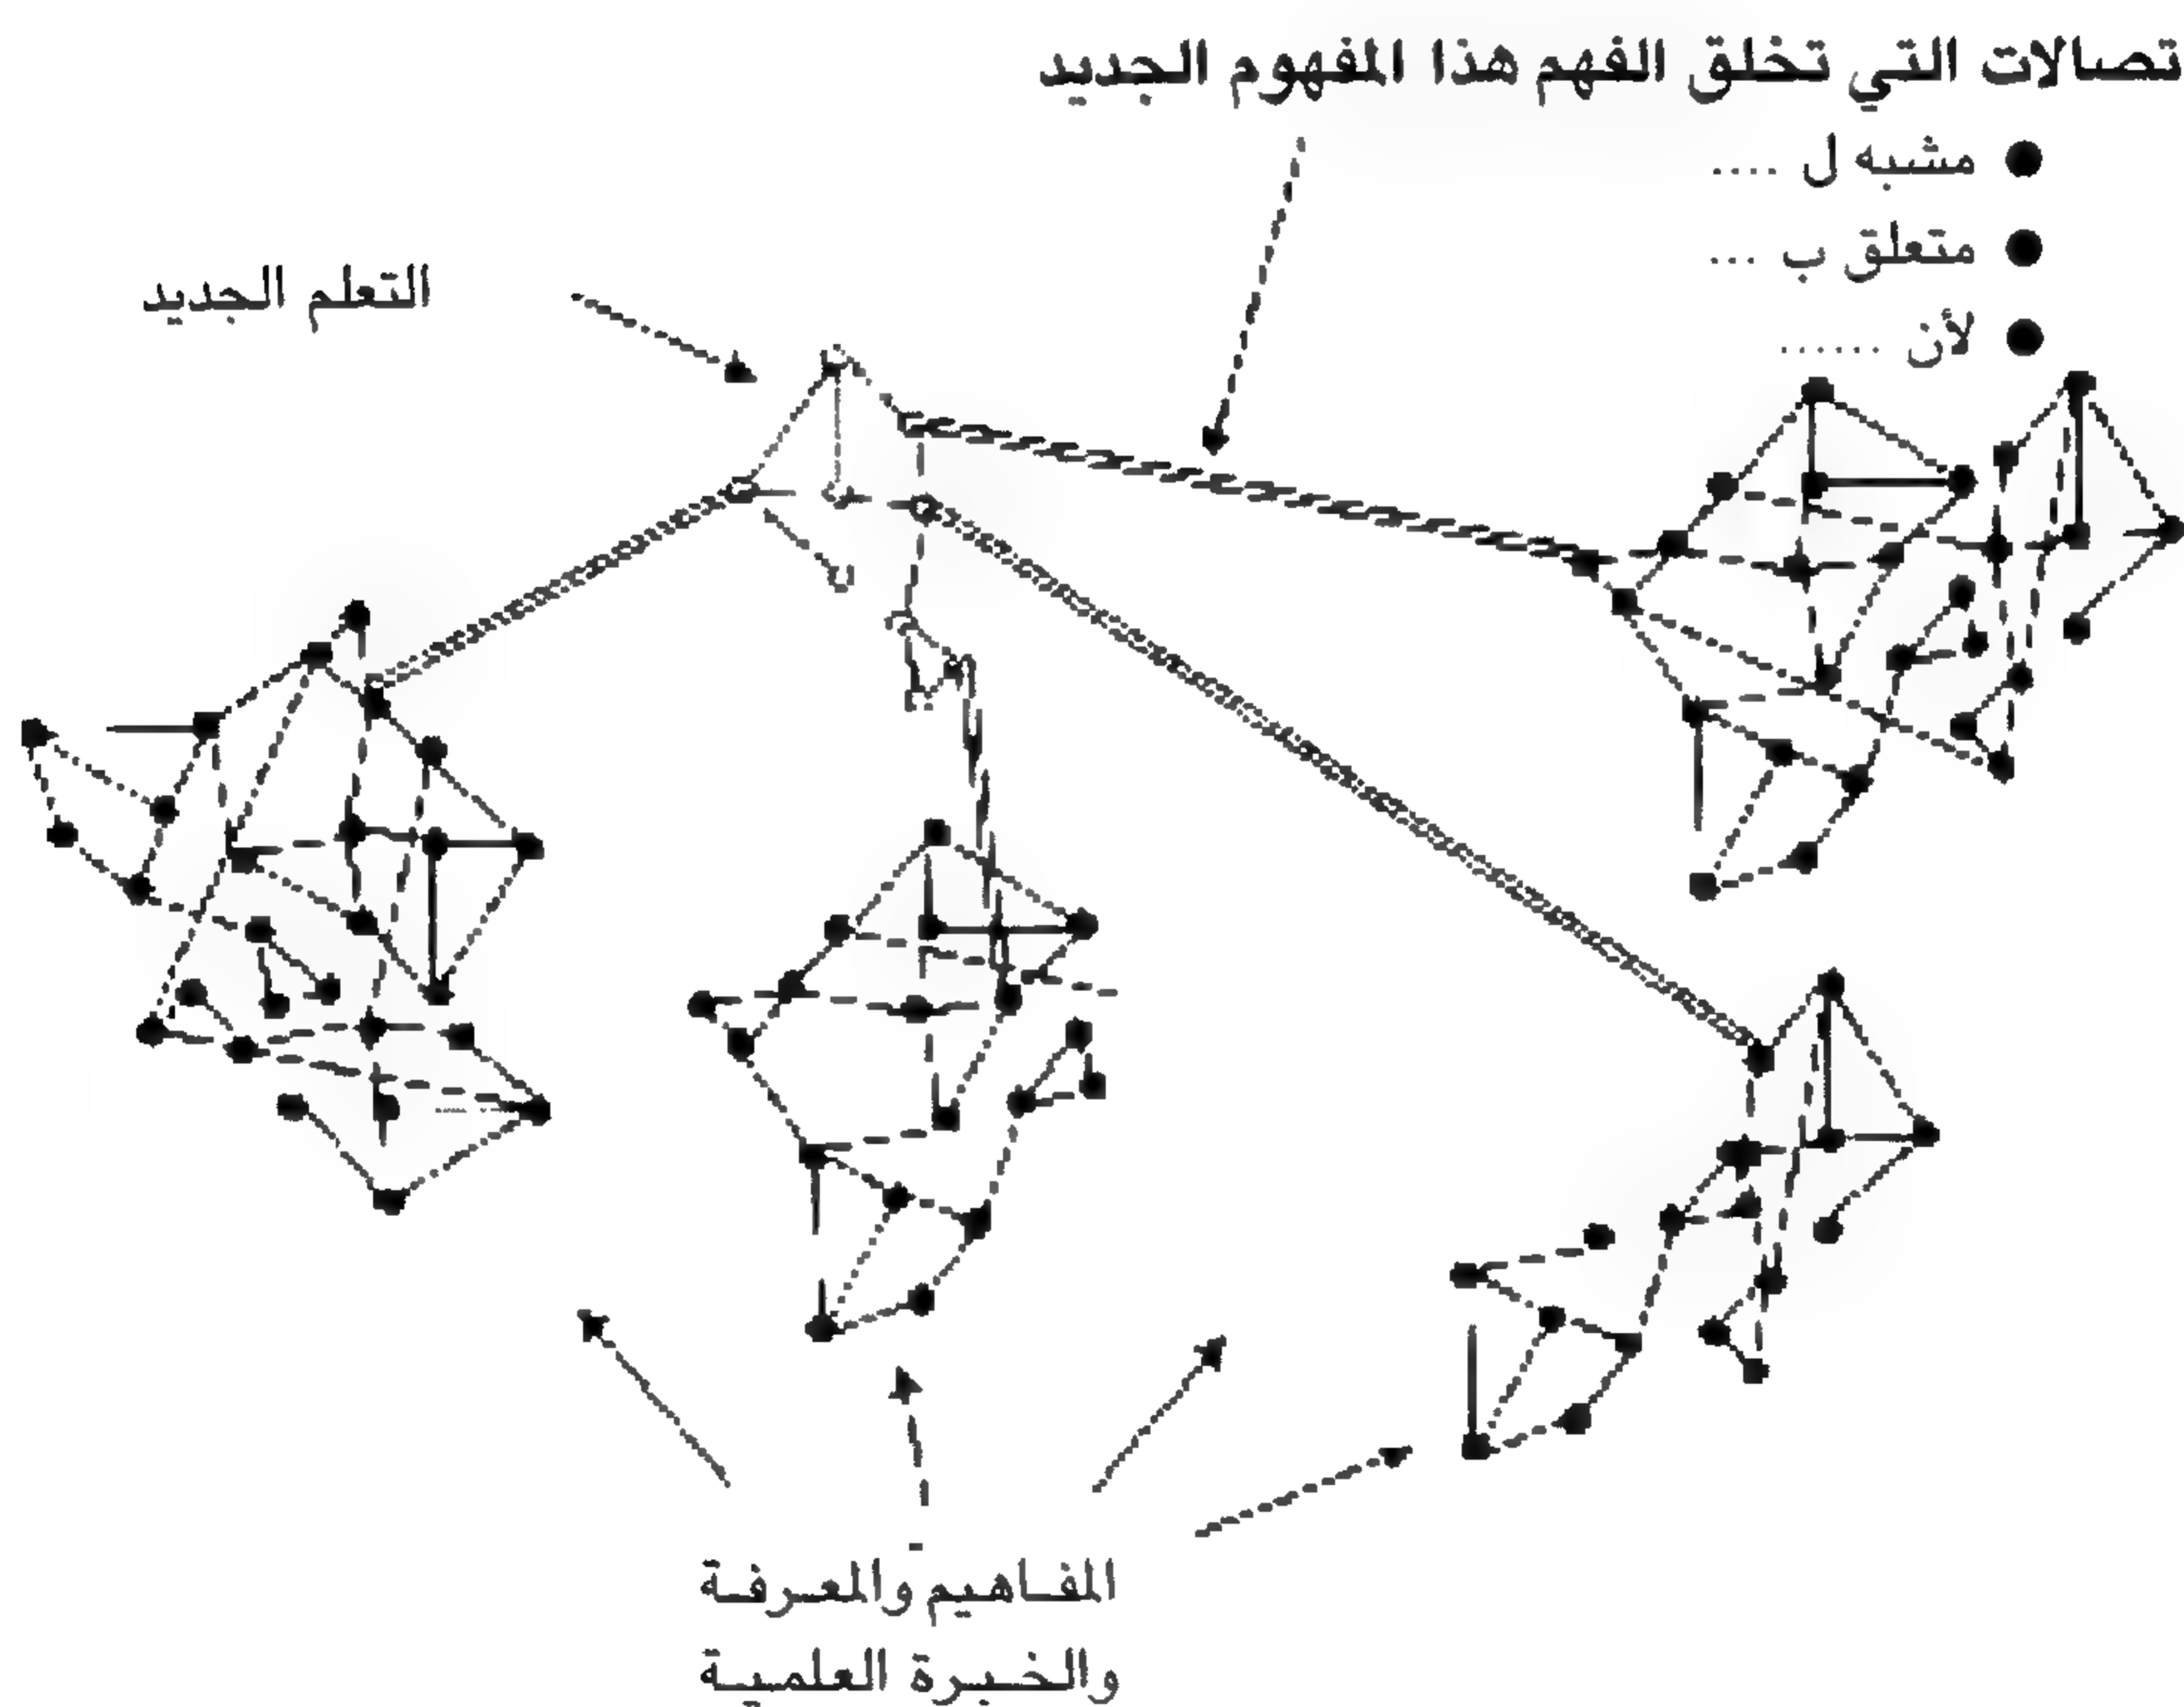 تصالات التي تخلق الفهم هذا المفهوم الجديد
● مشبه ل ....
● متعلق ب ...
● لأن ......
التعلم الجديد
المفاهيم والمعرفة
والخبرة العلمية